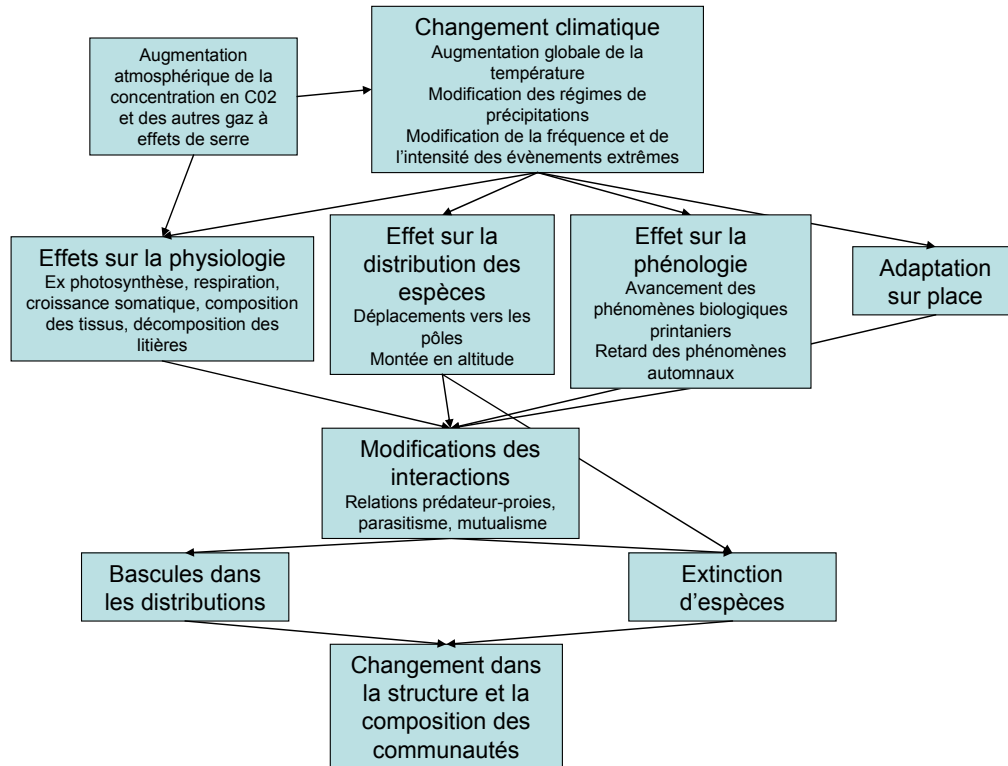 Augmentation
atmosphérique de la
concentration en C02
et des autres gaz à
effets de serre
Changement climatique
Augmentation globale de la
température
Modification des régimes de
précipitations
Modification de la fréquence et de
l'intensité des évènements extrêmes
Effets sur la physiologie
Ex photosynthèse, respiration,
croissance somatique, composition
des tissus, décomposition des
litières
Effet sur la
distribution des
espèces
Déplacements vers les
pôles
Montée en altitude
Effet sur la
phénologie
Avancement des
phénomènes biologiques
printaniers
Retard des phénomènes
automnaux
Adaptation
sur place
Modifications des
interactions
Relations prédateur-proies,
parasitisme, mutualisme
Bascules dans
les distributions
Extinction
d'espèces
Changement dans
la structure et la
composition des
communautés